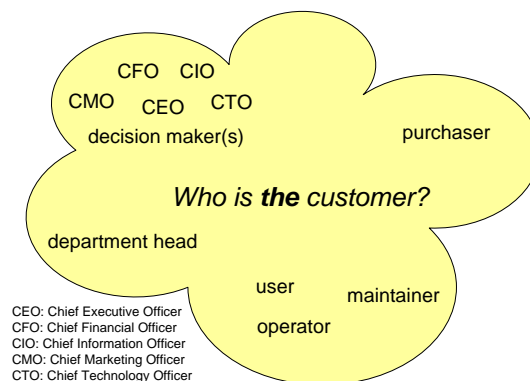 CFO CIO
CMO CEO CTO
decision maker(s)
purchaser
Who is the customer?
department head
user
maintainer
operator
CEO: Chief Executive Officer
CFO: Chief Financial Officer
CIO: Chief Information Officer
CMO: Chief Marketing Officer
CTO: Chief Technology Officer